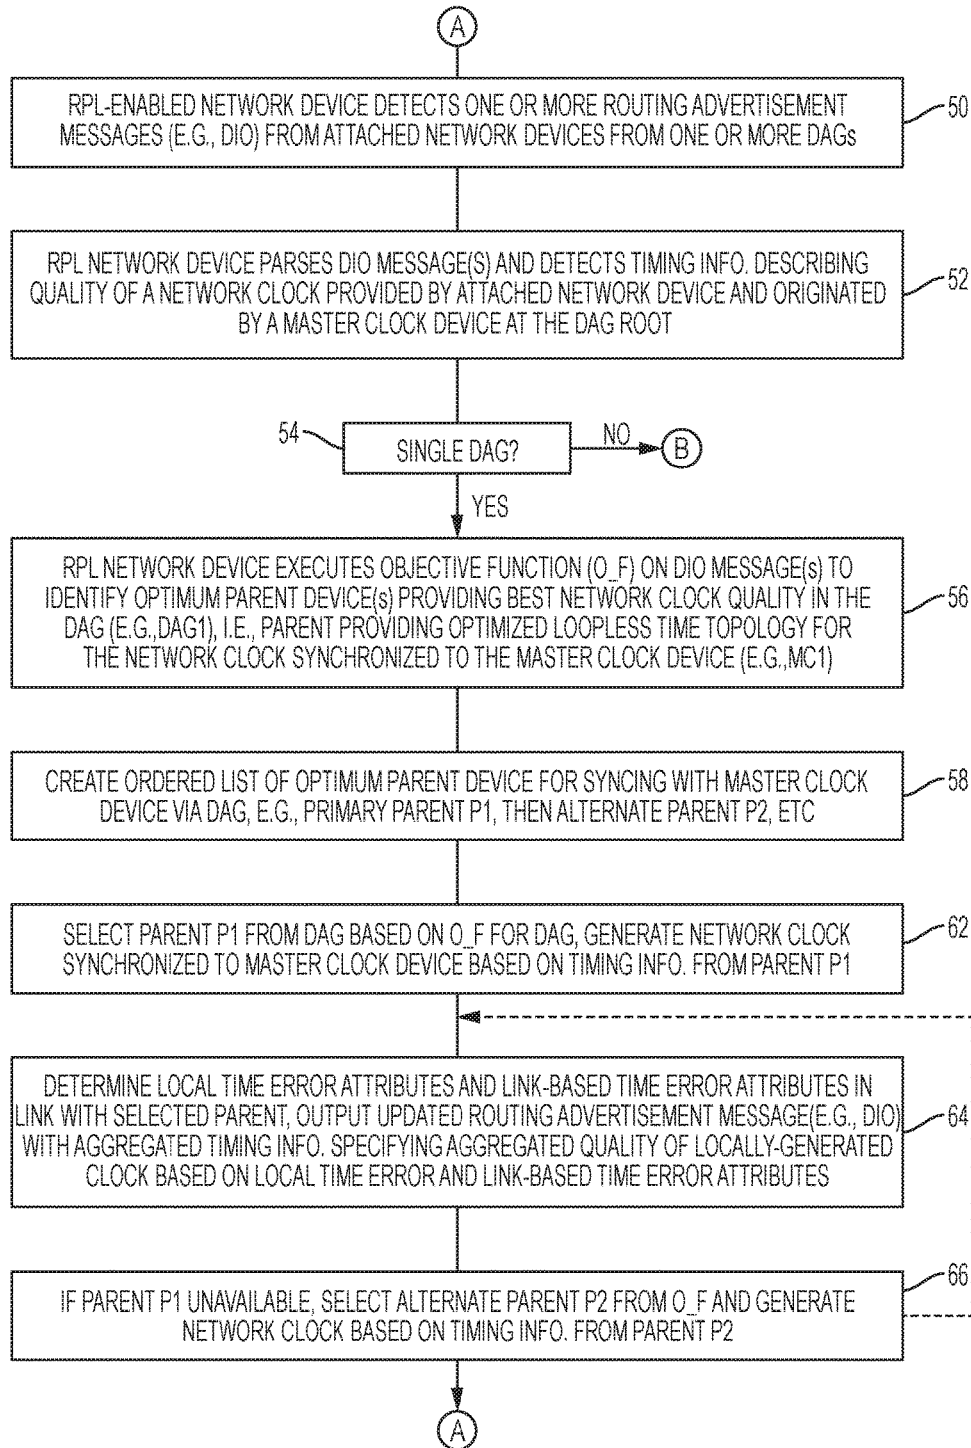 A
RPL-ENABLED NETWORK DEVICE DETECTS ONE OR MORE ROUTING ADVERTISEMENT
MESSAGES (E.G., DIO) FROM ATTACHED NETWORK DEVICES FROM ONE OR MORE DAGs
50
RPL NETWORK DEVICE PARSES DIO MESSAGE(S) AND DETECTS TIMING INFO. DESCRIBING
QUALITY OF A NETWORK CLOCK PROVIDED BY ATTACHED NETWORK DEVICE AND ORIGINATED
BY A MASTER CLOCK DEVICE AT THE DAG ROOT
52
54
SINGLE DAG?
NO
B
YES
RPL NETWORK DEVICE EXECUTES OBJECTIVE FUNCTION (O_F) ON DIO MESSAGE(s) TO
IDENTIFY OPTIMUM PARENT DEVICE(s) PROVIDING BEST NETWORK CLOCK QUALITY IN THE
DAG (E.G.,DAG1), I.E., PARENT PROVIDING OPTIMIZED LOOPLESS TIME TOPOLOGY FOR
THE NETWORK CLOCK SYNCHRONIZED TO THE MASTER CLOCK DEVICE (E.G.,MC1)
56
CREATE ORDERED LIST OF OPTIMUM PARENT DEVICE FOR SYNCING WITH MASTER CLOCK
DEVICE VIA DAG, E.G., PRIMARY PARENT P1, THEN ALTERNATE PARENT P2, ETC
58
SELECT PARENT P1 FROM DAG BASED ON O_F FOR DAG, GENERATE NETWORK CLOCK
SYNCHRONIZED TO MASTER CLOCK DEVICE BASED ON TIMING INFO. FROM PARENT P1
62
DETERMINE LOCAL TIME ERROR ATTRIBUTES AND LINK-BASED TIME ERROR ATTRIBUTES IN
LINK WITH SELECTED PARENT, OUTPUT UPDATED ROUTING ADVERTISEMENT MESSAGE(E.G., DIO)
WITH AGGREGATED TIMING INFO. SPECIFYING AGGREGATED QUALITY OF LOCALLY-GENERATED
CLOCK BASED ON LOCAL TIME ERROR AND LINK-BASED TIME ERROR ATTRIBUTES
64
IF PARENT P1 UNAVAILABLE, SELECT ALTERNATE PARENT P2 FROM O_F AND GENERATE
NETWORK CLOCK BASED ON TIMING INFO. FROM PARENT P2
66
A